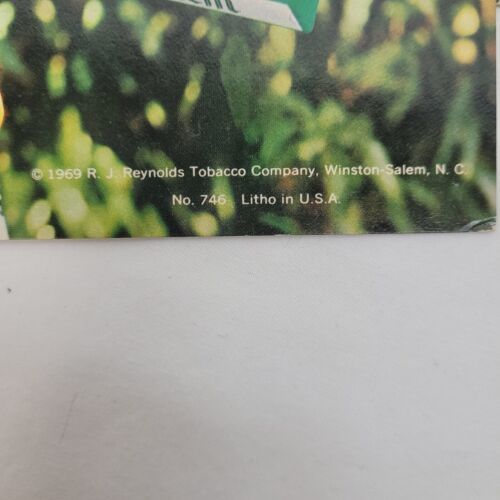 © 1969 R. J. Reynolds Tobacco Company, Winston-Salem, N. C.
No. 746 Litho in U.S.A.